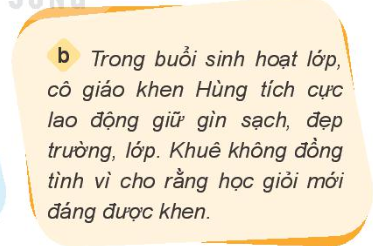 b Trong buổi sinh hoạt lớp,
cô giáo khen Hùng tích cực
lao động giữ gìn sạch, đẹp
trường, lớp. Khuê không đồng
tình vì cho rằng học giỏi mới
đáng được khen.